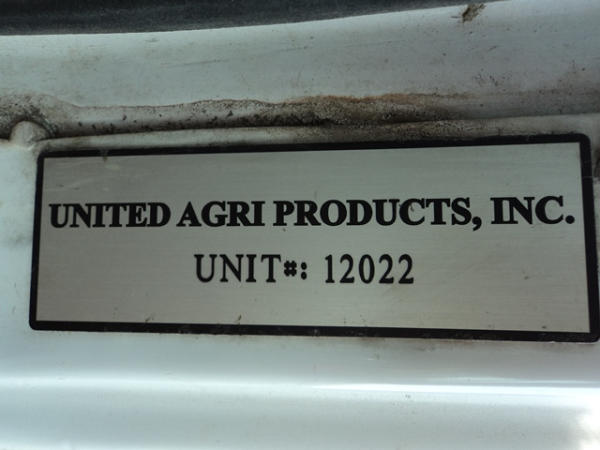 UNITED AGRI PRODUCTS, INC.
UNIT#: 12022